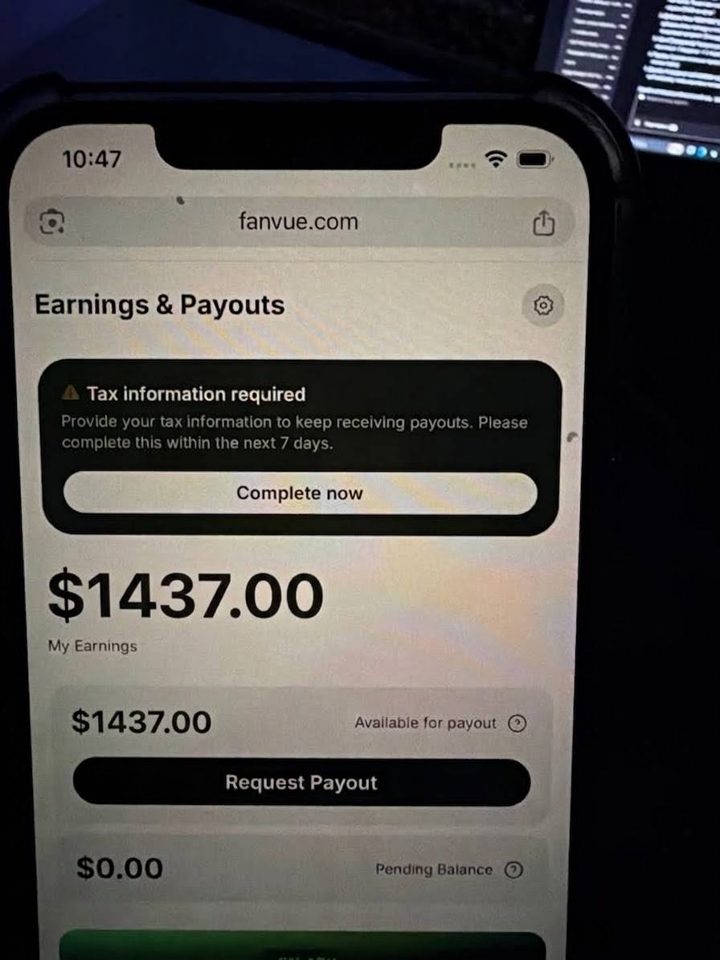 10:47
fanvue.com
Earnings & Payouts
Tax information required
Provide your tax information to keep receiving payouts. Please
complete this within the next 7 days.
Complete now
$1437.00
My Earnings
$1437.00
Available for payout
Request Payout
$0.00
Pending Balance